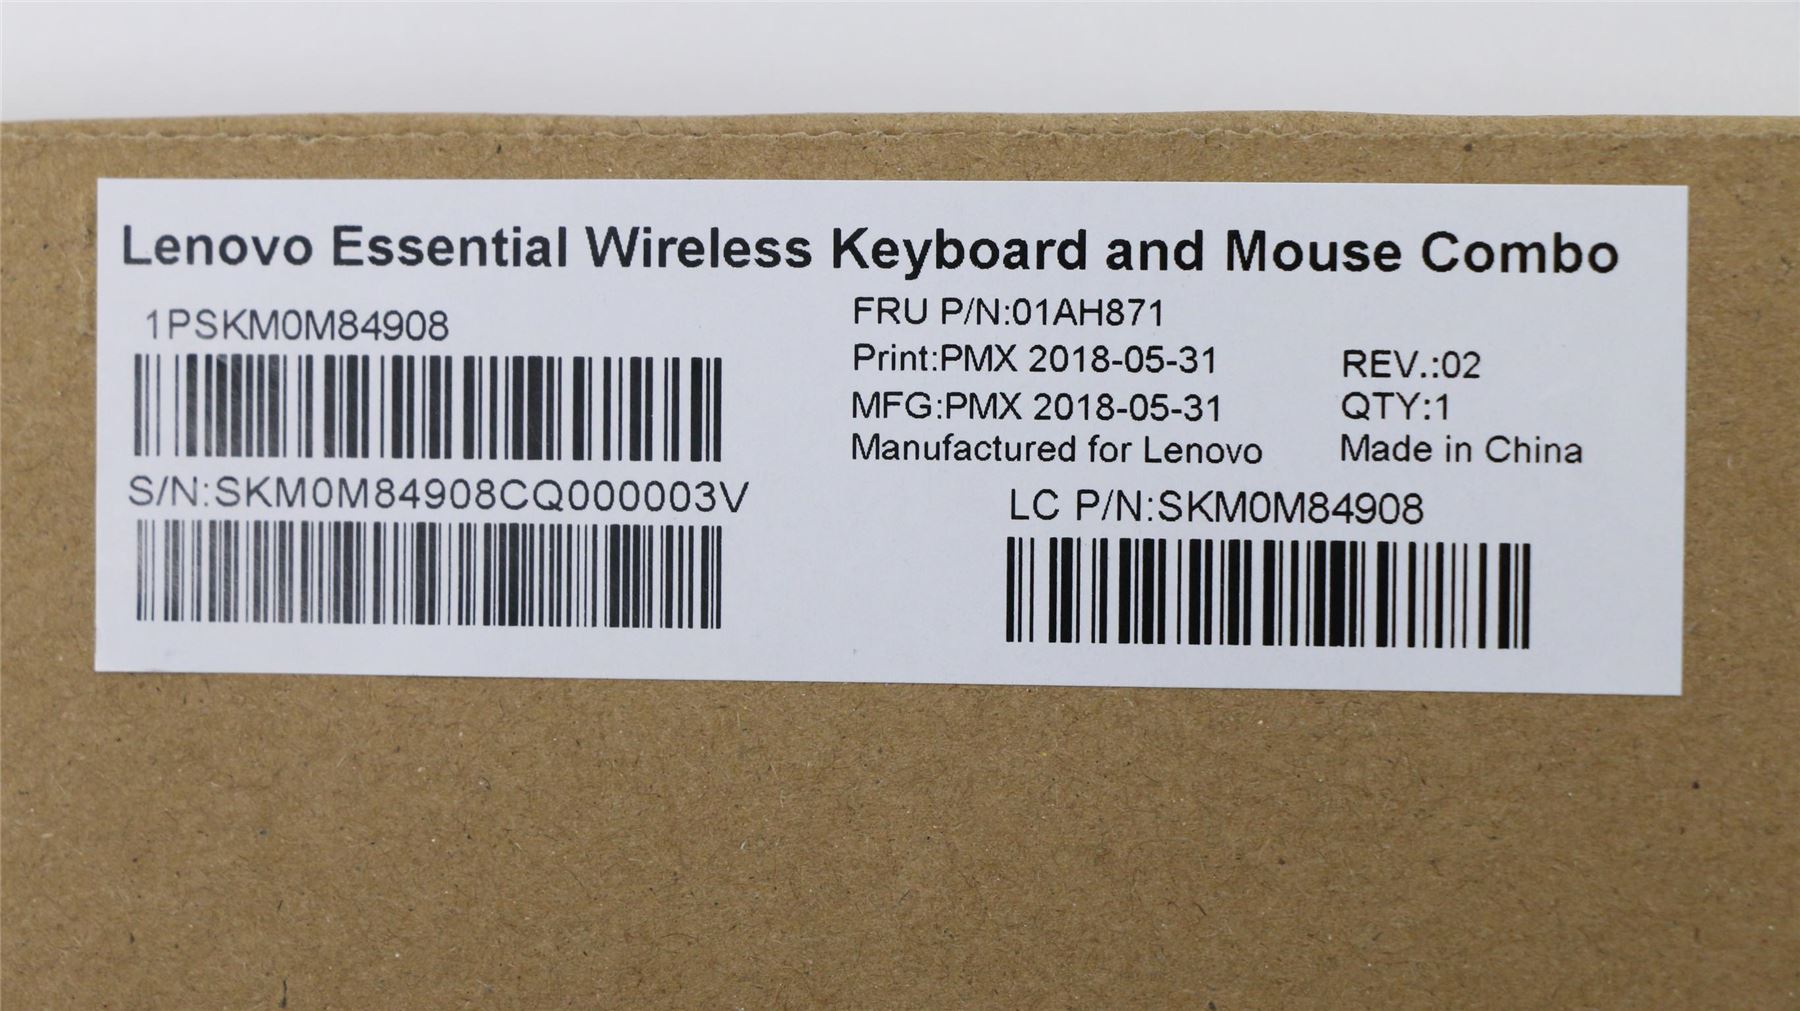 Lenovo Essential Wireless Keyboard and Mouse Combo
1PSKM0M84908
S/N:SKM0M84908CQ000003V
FRU P/N:01AH871
Print:PMX 2018-05-31
REV.:02
MFG:PMX 2018-05-31
QTY:1
Manufactured for Lenovo
Made in China
LC P/N:SKM0M84908